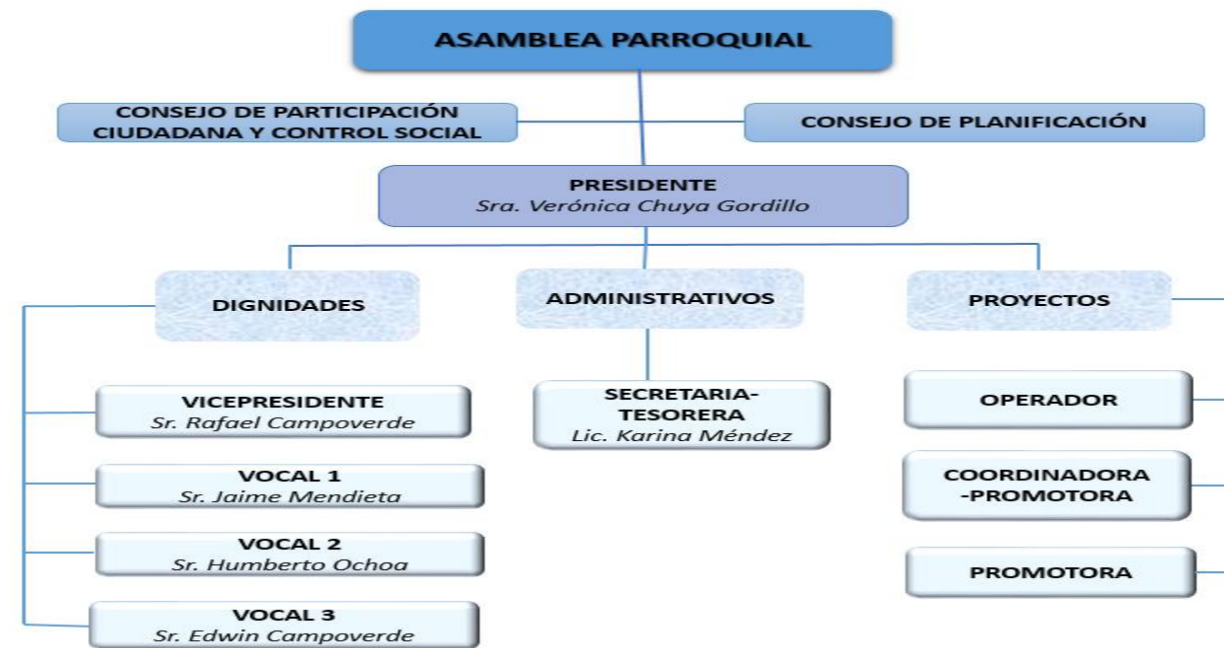 ASAMBLEA PARROQUIAL
CONSEJO DE PARTICIPACIÓN
CIUDADANA Y CONTROL SOCIAL
CONSEJO DE PLANIFICACIÓN
PRESIDENTE
Sra. Verónica Chuya Gordillo
DIGNIDADES
ADMINISTRATIVOS
PROYECTOS
VICEPRESIDENTE
Sr. Rafael Campoverde
VOCAL 1
Sr. Jaime Mendieta
VOCAL 2
Sr. Humberto Ochoa
VOCAL 3
Sr. Edwin Campoverde
SECRETARIA-
TESORERA
Lic. Karina Méndez
OPERADOR
COORDINADORA
-PROMOTORA
PROMOTORA